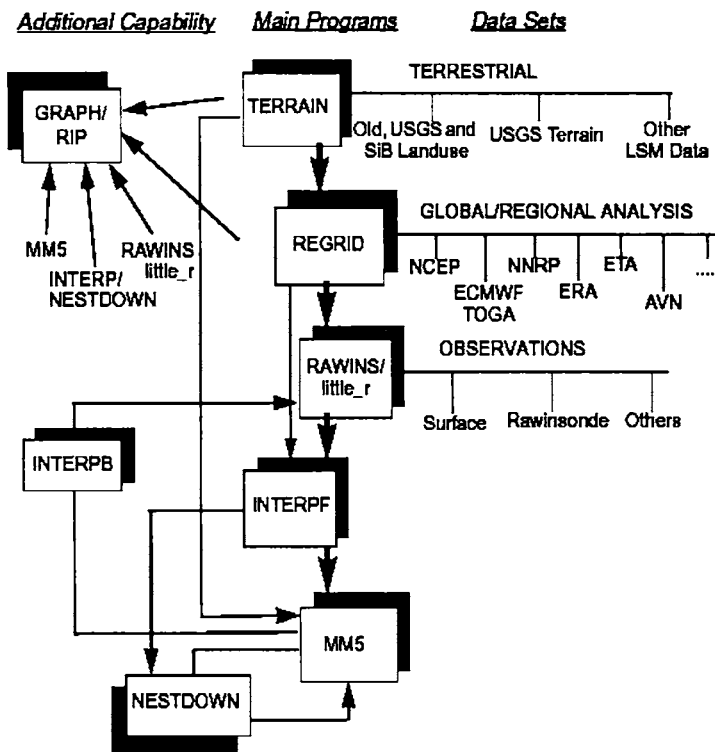 Additional Capability
Main Programs
Data Sets
GRAPH/
RIP
TERRAIN
TERRESTRIAL
Old, USGS and
SiB Landuse
USGS Terrain
Other
LSM Data
MM5
INTERP/
NESTDOWN
RAWINS
little_r
REGRID
GLOBAL/REGIONAL ANALYSIS
NCEP
ECMWF
TOGA
NNRP
ERA
ETA
AVN
....
RAWINS/
little_r
OBSERVATIONS
Surface
Rawinsonde
Others
INTERPB
INTERPF
MM5
NESTDOWN